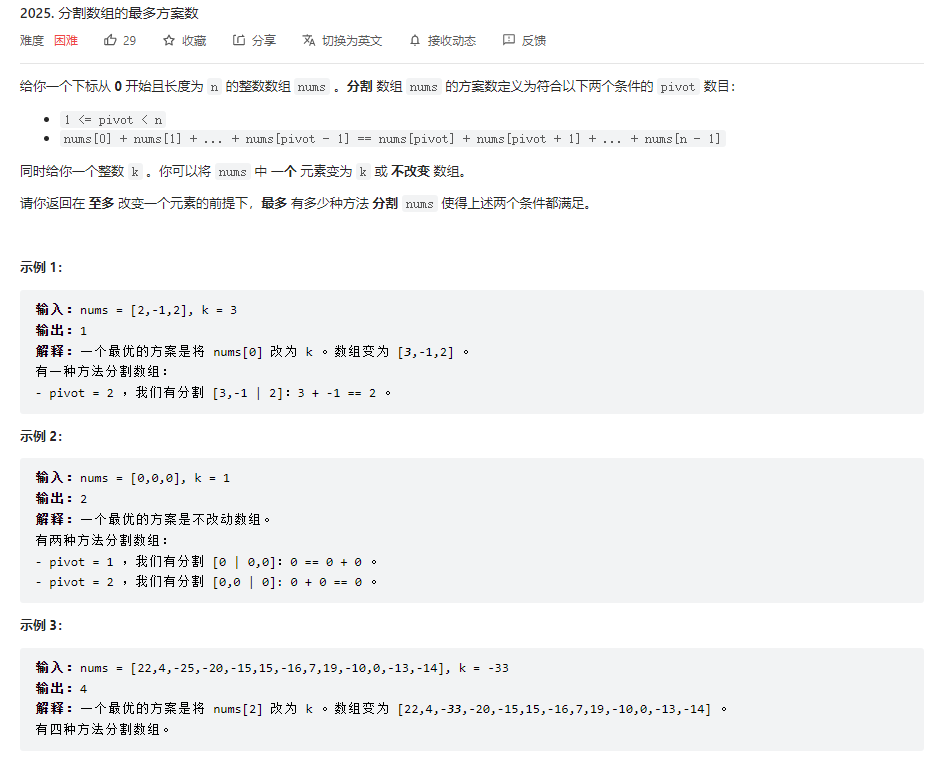 2025. 分割数组的最多方案数
难度 困难 29 收藏 分享 切换为英文 接收动态 反馈
给你一个下标从 0 开始且长度为 n 的整数数组 nums 。分割 数组 nums 的方案数定义为符合以下两个条件的 pivot 数目：
1 <= pivot < n
nums[0] + nums[1] + ... + nums[pivot - 1] == nums[pivot] + nums[pivot + 1] + ... + nums[n - 1]
同时给你一个整数 k 。你可以将 nums 中 一个 元素变为 k 或 不改变 数组。
请你返回在 至多 改变一个元素的前提下，最多 有多少种方法 分割 nums 使得上述两个条件都满足。
示例 1：
输入：nums = [2,-1,2], k = 3
输出：1
解释：一个最优的方案是将 nums[0] 改为 k 。数组变为 [3,-1,2] 。
有一种方法分割数组：
- pivot = 2 ，我们有分割 [3,-1 | 2]：3 + -1 == 2 。
示例 2：
输入：nums = [0,0,0], k = 1
输出：2
解释：一个最优的方案是不改动数组。
有两种方法分割数组：
- pivot = 1 ，我们有分割 [0 | 0,0]：0 == 0 + 0 。
- pivot = 2 ，我们有分割 [0,0 | 0]: 0 + 0 == 0 。
示例 3：
输入：nums = [22,4,-25,-20,-15,15,-16,7,19,-10,0,-13,-14], k = -33
输出：4
解释：一个最优的方案是将 nums[2] 改为 k 。数组变为 [22,4,-33,-20,-15,15,-16,7,19,-10,0,-13,-14] 。
有四种方法分割数组。